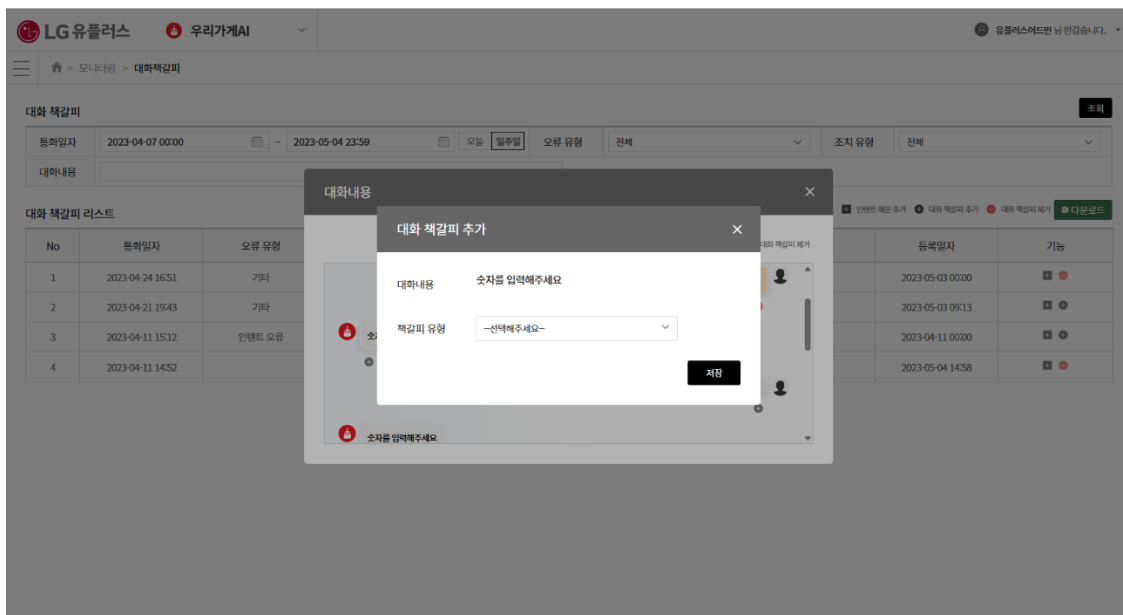 LG유플러스 우리가게AI 유플러스어드민 님 반갑습니다.
> 모니터링 > 대화책갈피
대화 책갈피 조회
통화일자 2023-04-07 00:00 ~ 2023-05-04 23:59 오늘 일주일 오류 유형 전체 조치 유형 전체
대화내용
대화내용 ×
대화 책갈피 리스트 인텐트 예문 추가 대화 책갈피 추가 대화 책갈피 제거 다운로드
대화 책갈피 추가 ×
대화 책갈피 제거
No 통화일자 오류 유형 등록일자 기능
1 2023-04-24 16:51 기타 2023-05-03 00:00
대화내용 숫자를 입력해주세요
2 2023-04-21 19:43 기타 2023-05-03 09:13
책갈피 유형 --선택해주세요--
3 2023-04-11 15:12 인텐트 오류 숫 2023-04-11 00:00
4 2023-04-11 14:52 2023-05-04 14:58
저장
숫자를 입력해주세요